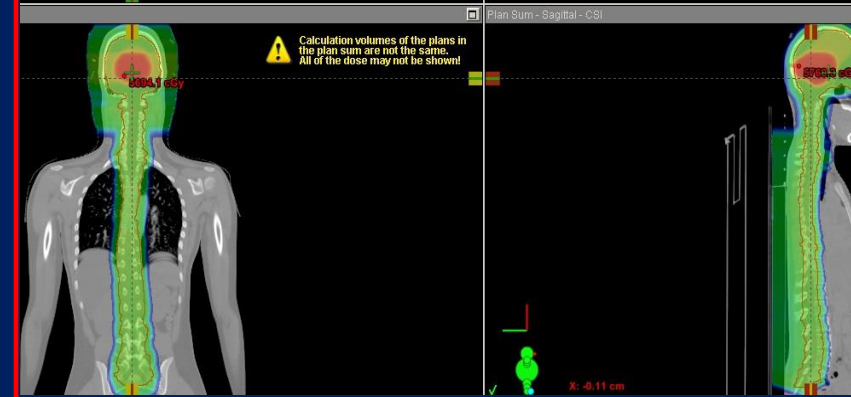 Plan Sum - Sagittal - CSI
Calculation volumes of the plans in
the plan sum are not the same.
All of the dose may not be shown!
X: -0.11 cm